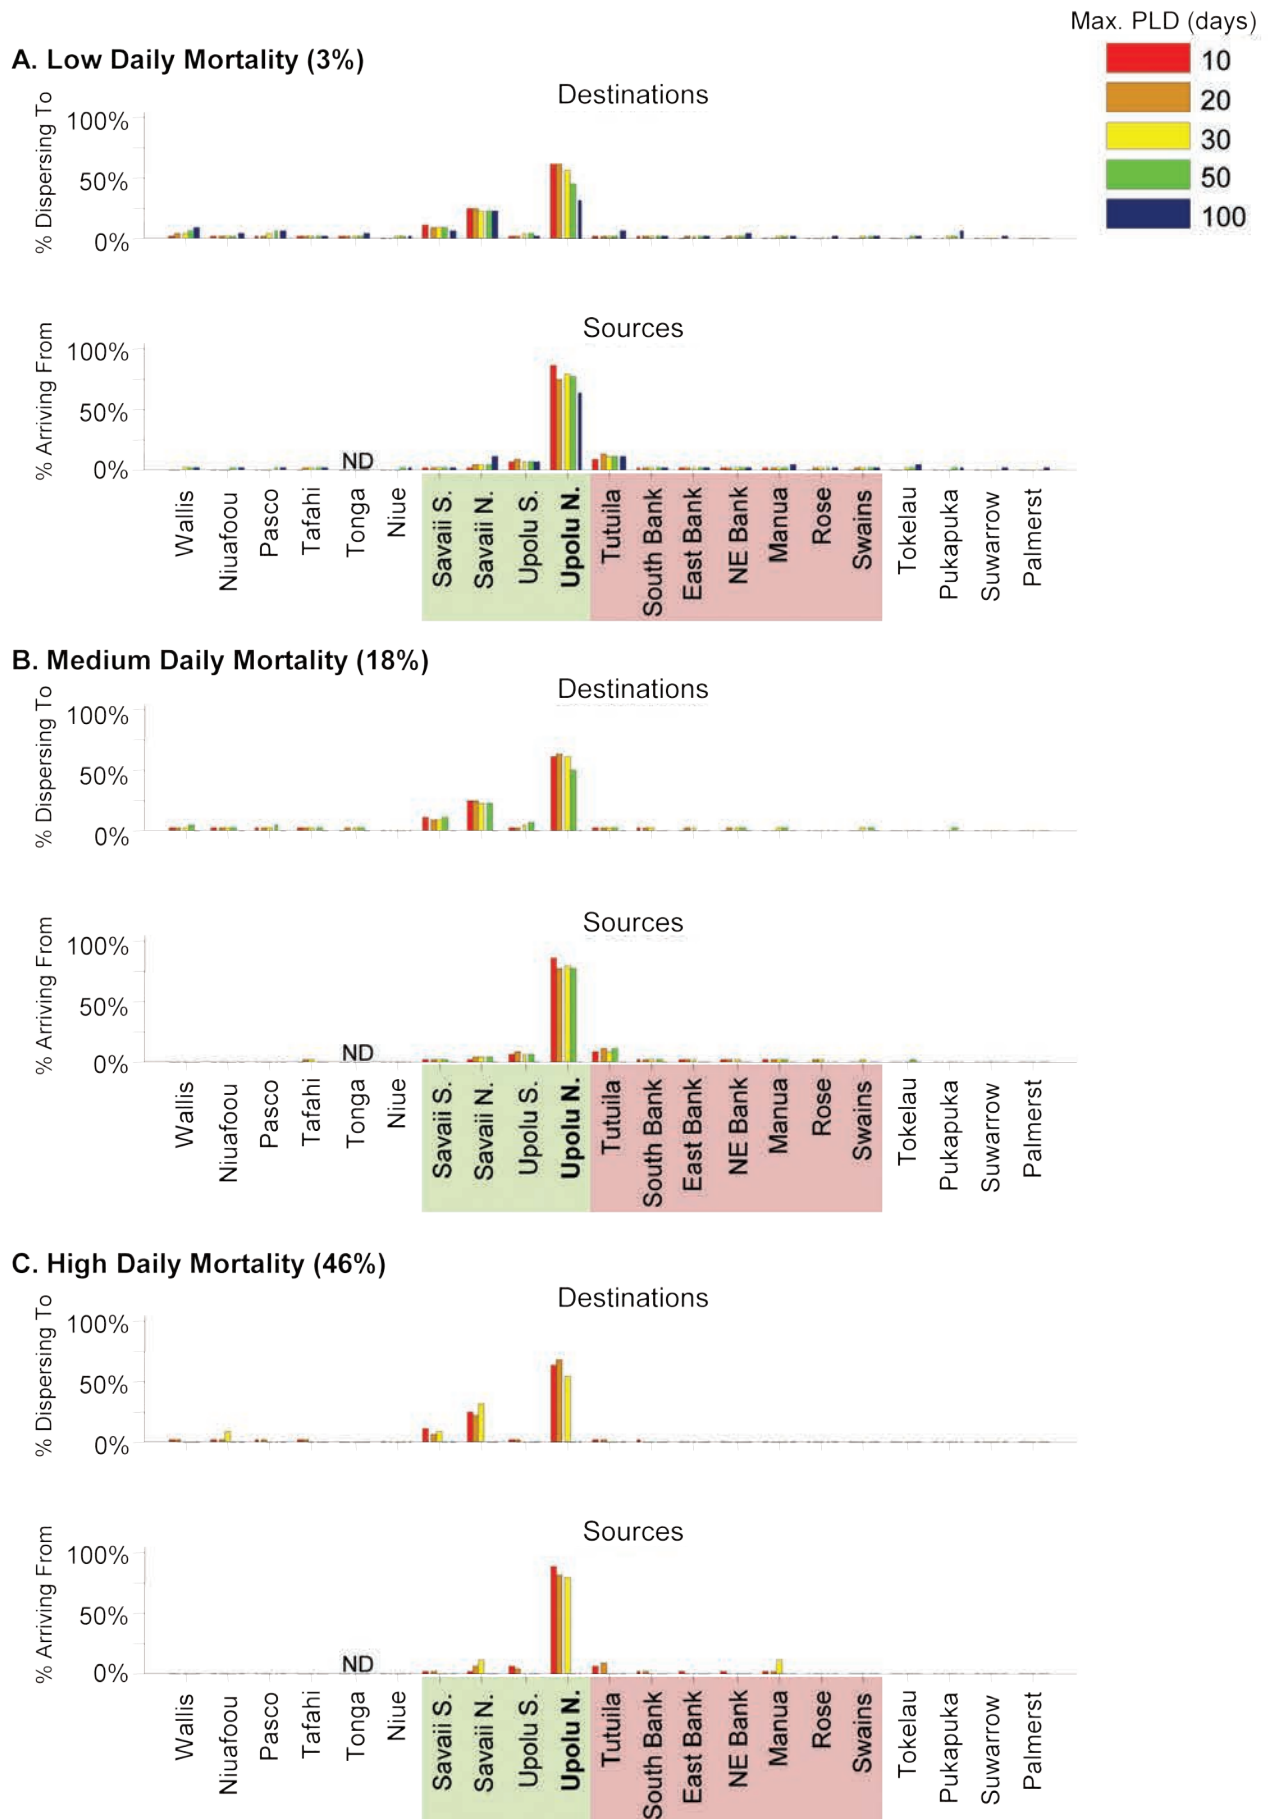 Max. PLD (days)
10
20
30
50
100
A. Low Daily Mortality (3%)
Destinations
% Dispersing To
100%
50%
0%
Sources
% Arriving From
100%
50%
0%
ND
Wallis
Niuafoou
Pasco
Tafahi
Tonga
Niue
Savaii S.
Savaii N.
Upolu S.
Upolu N.
Tutuila
South Bank
East Bank
NE Bank
Manua
Rose
Swains
Tokelau
Pukapuka
Suwarrow
Palmerst
B. Medium Daily Mortality (18%)
Destinations
% Dispersing To
100%
50%
0%
Sources
% Arriving From
100%
50%
0%
ND
Wallis
Niuafoou
Pasco
Tafahi
Tonga
Niue
Savaii S.
Savaii N.
Upolu S.
Upolu N.
Tutuila
South Bank
East Bank
NE Bank
Manua
Rose
Swains
Tokelau
Pukapuka
Suwarrow
Palmerst
C. High Daily Mortality (46%)
Destinations
% Dispersing To
100%
50%
0%
Sources
% Arriving From
100%
50%
0%
ND
Wallis
Niuafoou
Pasco
Tafahi
Tonga
Niue
Savaii S.
Savaii N.
Upolu S.
Upolu N.
Tutuila
South Bank
East Bank
NE Bank
Manua
Rose
Swains
Tokelau
Pukapuka
Suwarrow
Palmerst